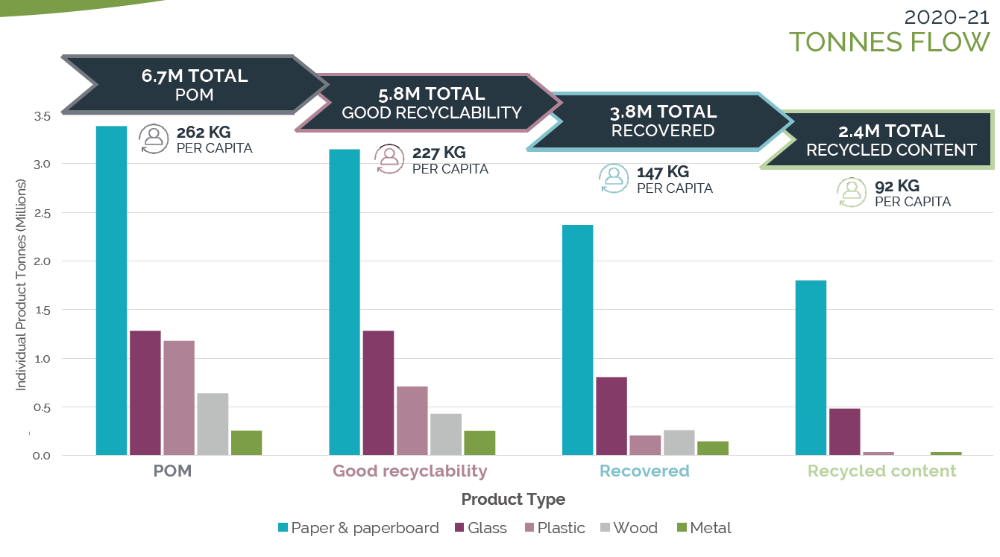 2020-21
TONNES FLOW
6.7M TOTAL
POM
5.8M TOTAL
GOOD RECYCLABILITY
3.8M TOTAL
RECOVERED
2.4M TOTAL
RECYCLED CONTENT
262 KG
PER CAPITA
227 KG
PER CAPITA
147 KG
PER CAPITA
92 KG
PER CAPITA
Individual Product Tonnes (Millions)
3.5
3.0
2.5
2.0
1.5
1.0
0.5
-
0.0
POM
Good recyclability
Recovered
Recycled content
Product Type
Paper & paperboard
Glass
Plastic
Wood
Metal